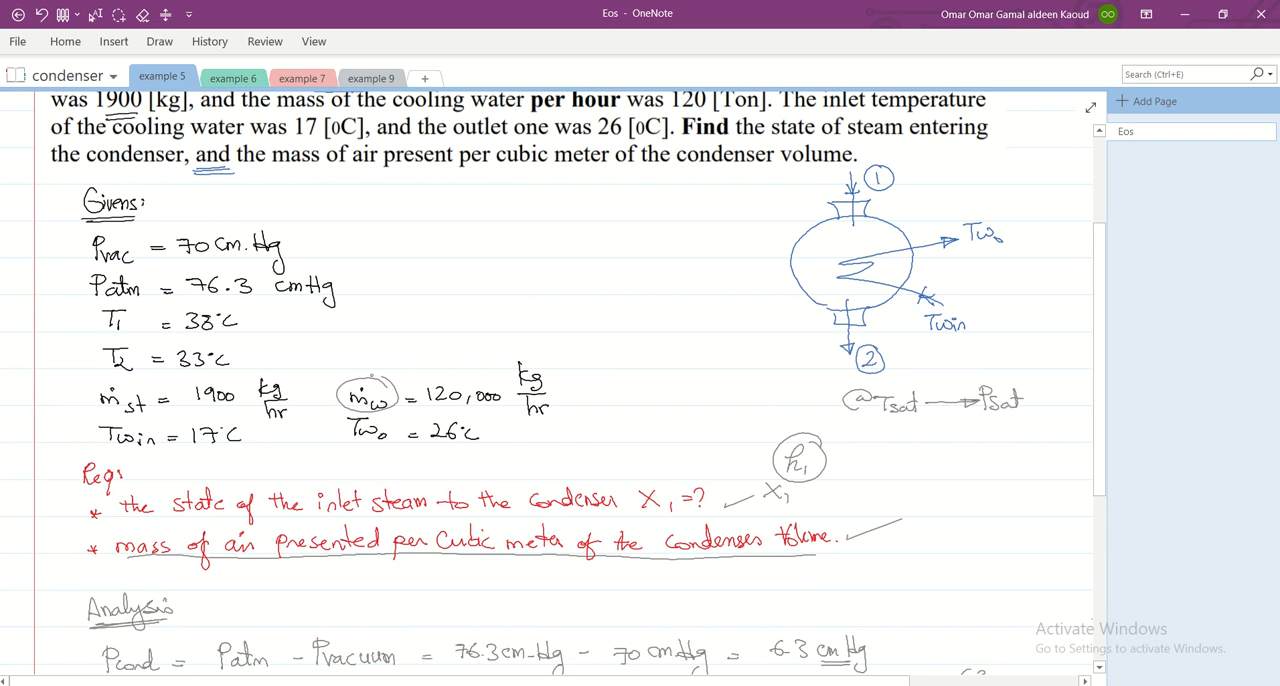 Eos - OneNote
Omar Omar Gamal aldeen Kaoud
OO
File Home Insert Draw History Review View
condenser
example 5
example 6
example 7
example 9
+
Search (Ctrl+E)
+ Add Page
Eos
was 1900 [kg], and the mass of the cooling water per hour was 120 [Ton]. The inlet temperature
of the cooling water was 17 [0C], and the outlet one was 26 [0C]. Find the state of steam entering
the condenser, and the mass of air present per cubic meter of the condenser volume.
Givens:
Pvac = 70 cm.Hg
Patm = 76.3 cmHg
T1 = 38°C
T2 = 33°C
ṁst = 1900 kg/hr ṁw = 120,000 kg/hr
Twin = 17°C Two = 26°C
1
Two
Twin
2
@Tsat → Psat
Req:
h1
* the state of the inlet steam to the condenser X1 = ? ✓ X1
* mass of air presented per Cubic meter of the condenses Volume. ✓
Analysis
Pcond = Patm - Pvacuum = 76.3 cm-Hg - 70 cmHg = 6.3 cm Hg
Activate Windows
Go to Settings to activate Windows.